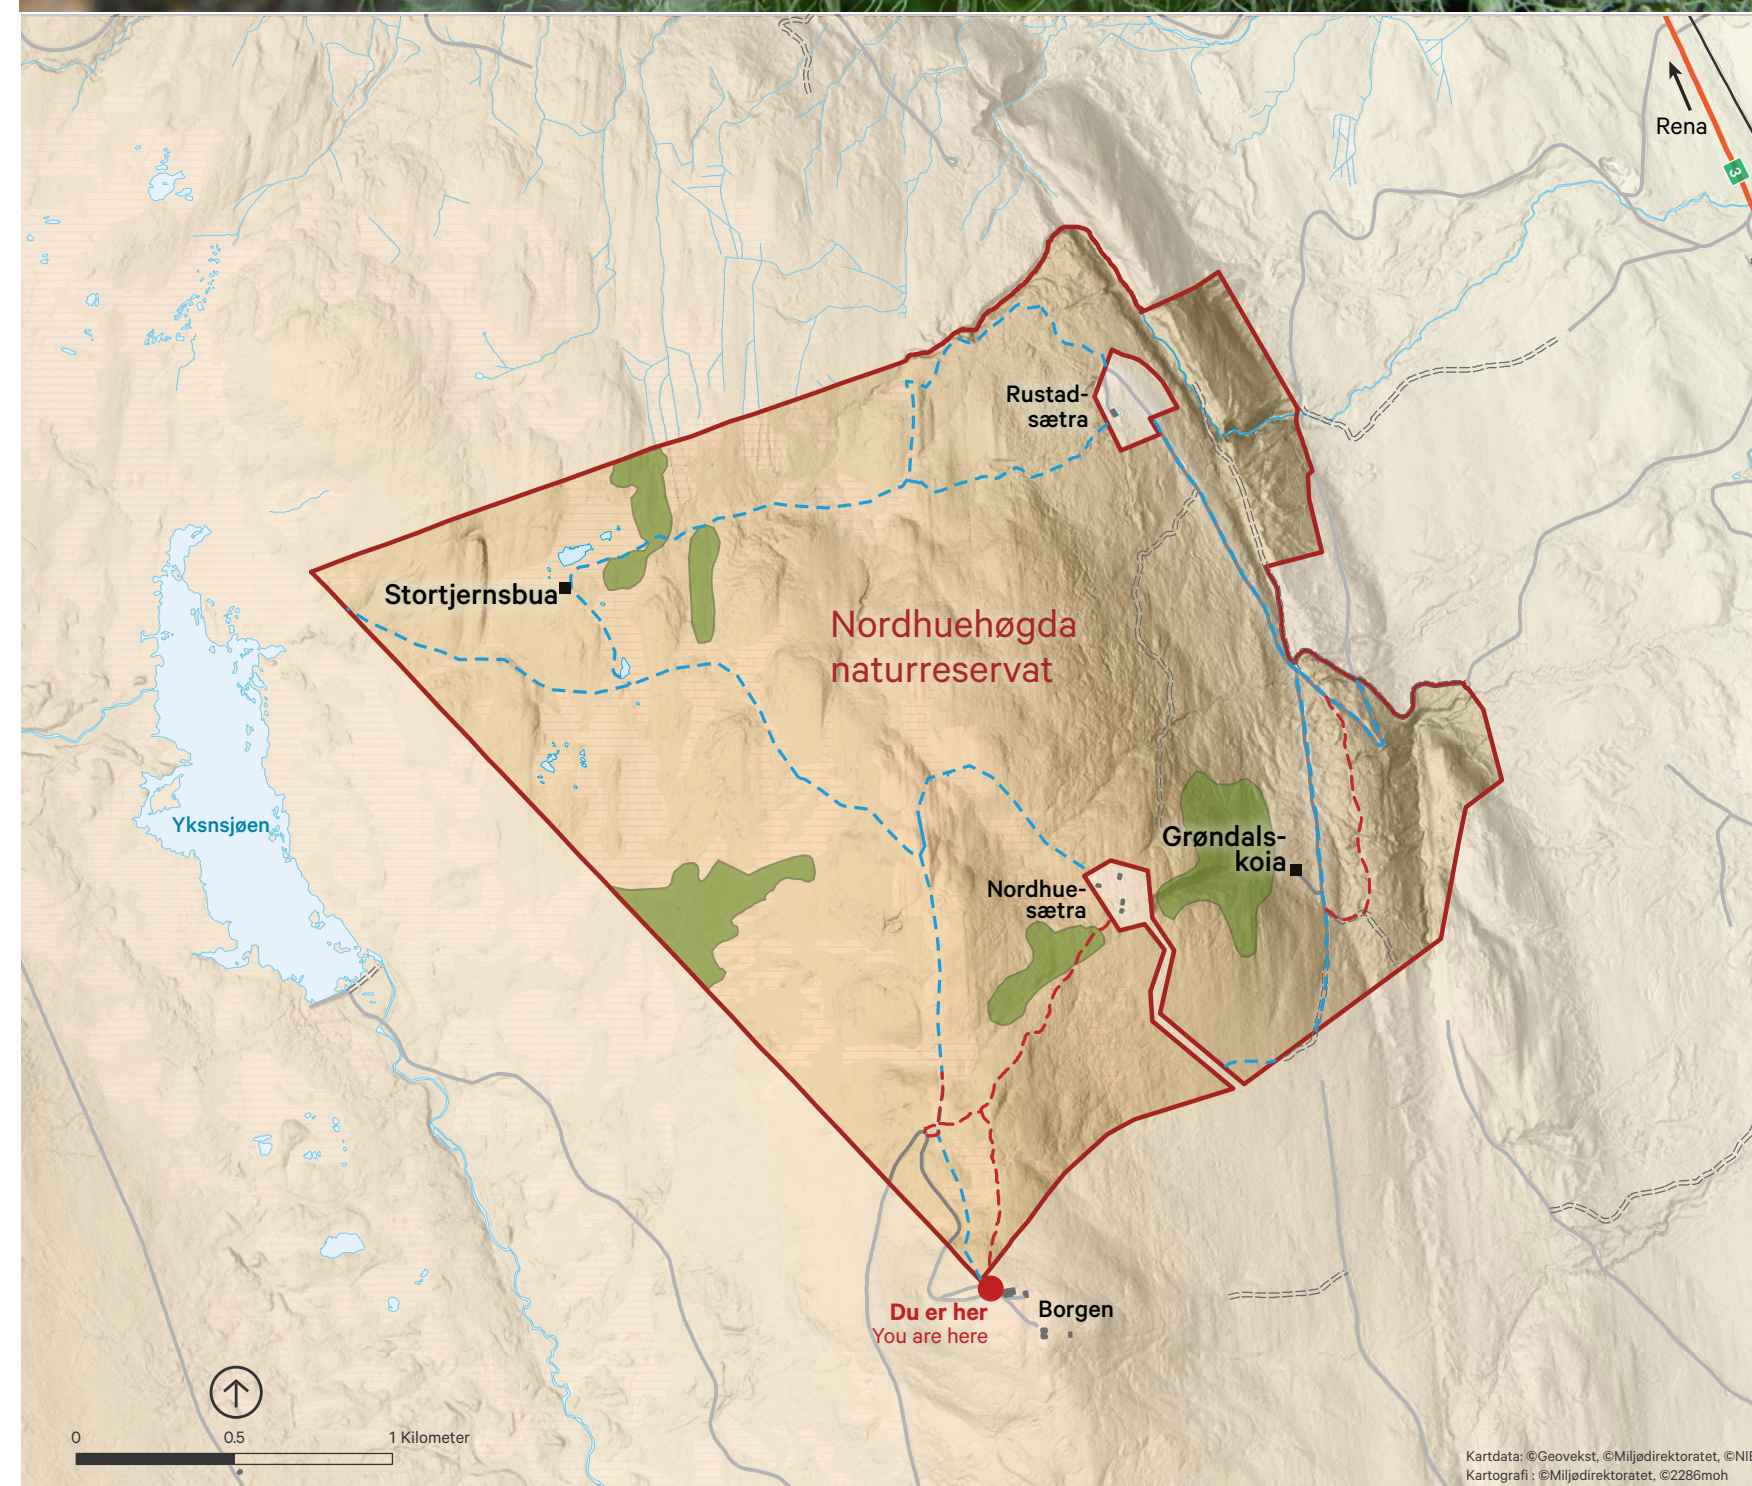 Rena
3
Rustad-
sætra
Stortjernsbua
Nordhuehøgda
naturreservat
Yksnsjøen
Grøndals-
koia
Nordhue-
sætra
Du er her
You are here
Borgen
0 0.5 1 Kilometer
Kartdata: ©Geovekst, ©Miljødirektoratet, ©NIB
Kartografi : ©Miljødirektoratet, ©2286moh